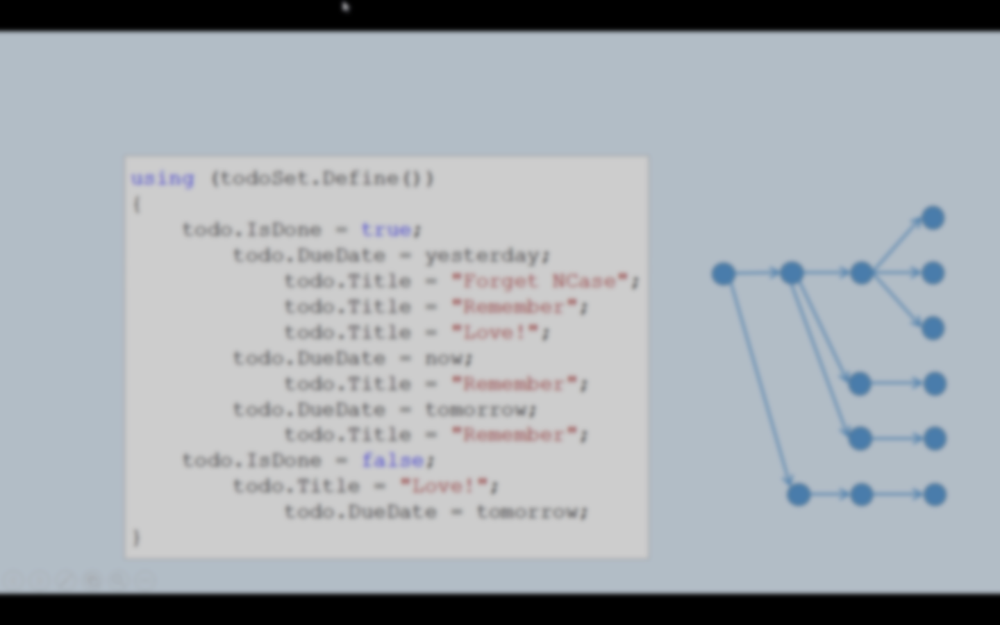 using (todoSet.Define())
{
todo.IsDone = true;
todo.DueDate = yesterday;
todo.Title = "Forget NCase";
todo.Title = "Remember";
todo.Title = "Love!";
todo.DueDate = now;
todo.Title = "Remember";
todo.DueDate = tomorrow;
todo.Title = "Remember";
todo.IsDone = false;
todo.Title = "Love!";
todo.DueDate = tomorrow;
}